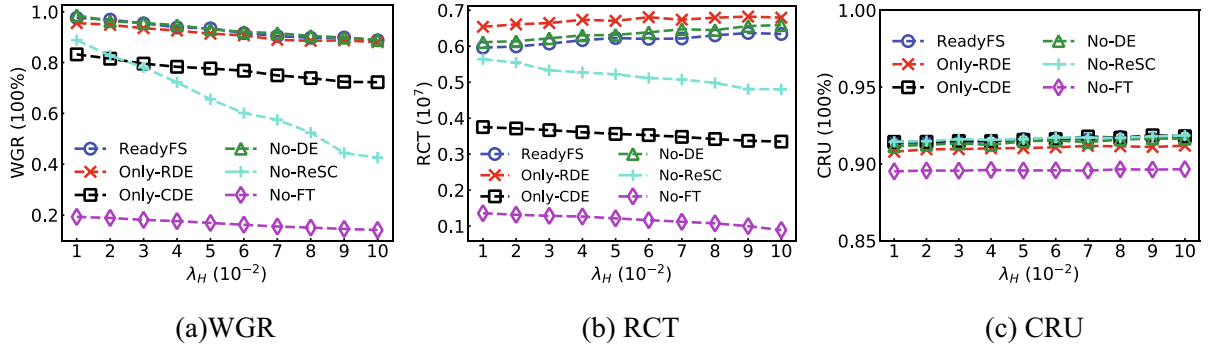 WGR (100%)
1.0
0.8
0.6
0.4
0.2
ReadyFS
Only-RDE
Only-CDE
No-DE
No-ReSC
No-FT
1 2 3 4 5 6 7 8 9 10
λH (10-2)
(a)WGR
RCT (10^7)
0.7
0.6
0.5
0.4
0.3
0.2
0.1
ReadyFS
Only-RDE
Only-CDE
No-DE
No-ReSC
No-FT
1 2 3 4 5 6 7 8 9 10
λH (10-2)
(b) RCT
CRU (100%)
1.00
0.95
0.90
0.85
ReadyFS
Only-RDE
Only-CDE
No-DE
No-ReSC
No-FT
1 2 3 4 5 6 7 8 9 10
λH (10-2)
(c) CRU